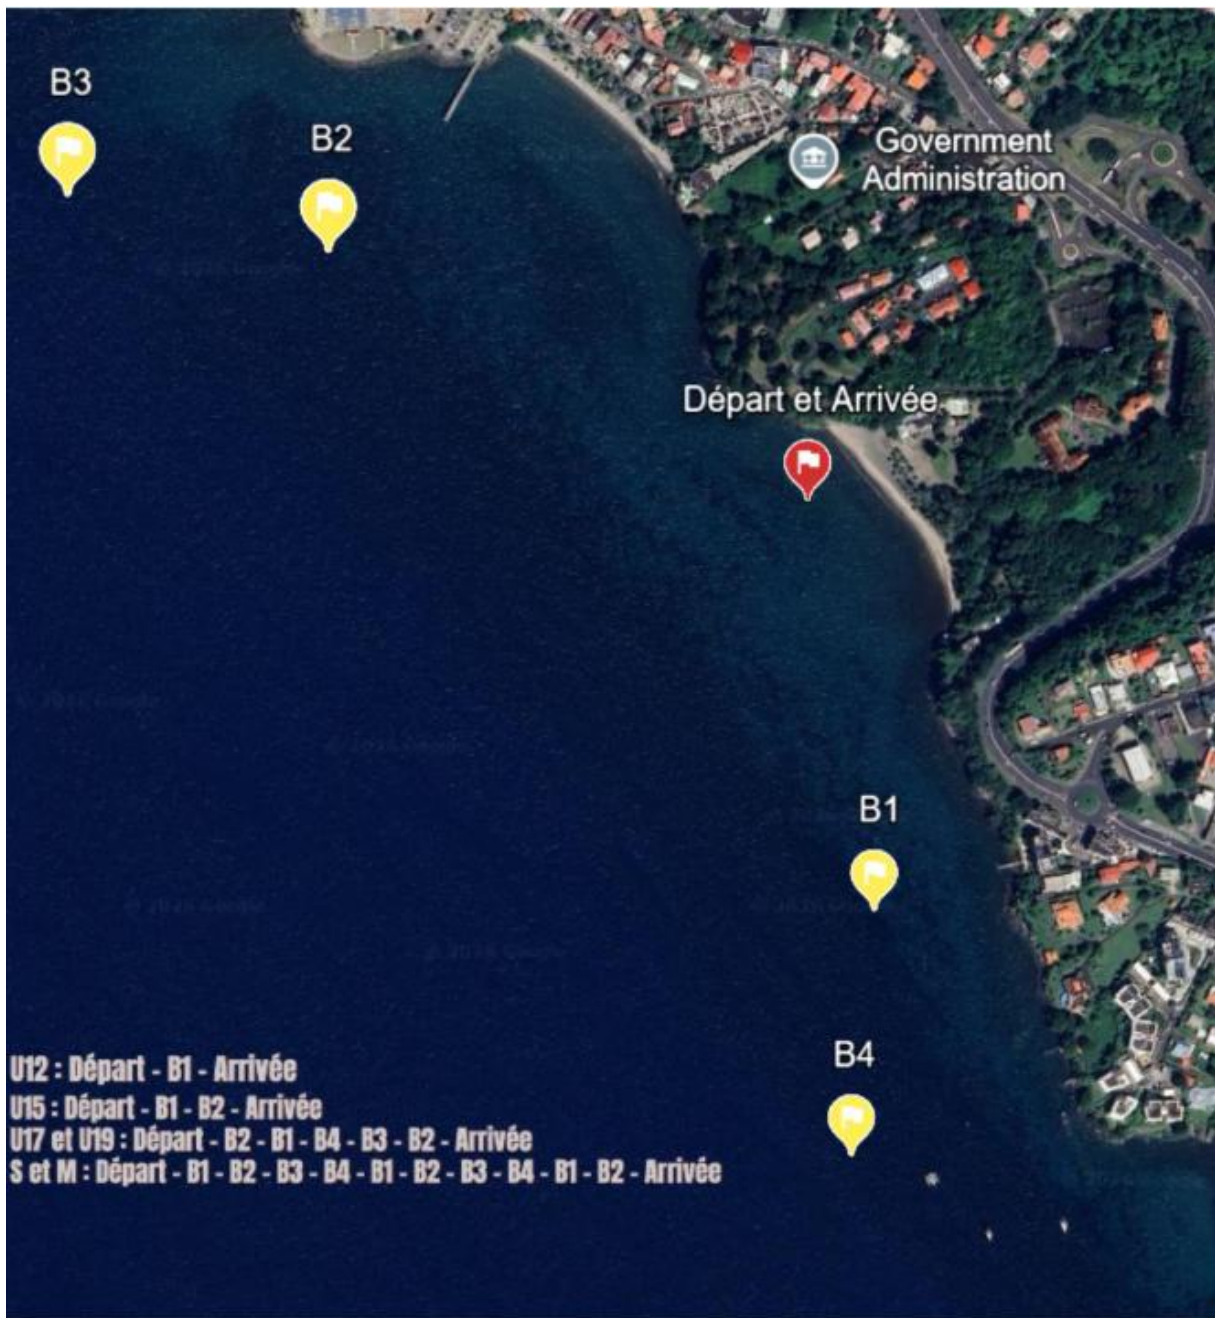 B3
B2
Government
Administration
Départ et Arrivée
B1
B4
U12 : Départ - B1 - Arrivée
U15 : Départ - B1 - B2 - Arrivée
U17 et U19 : Départ - B2 - B1 - B4 - B3 - B2 - Arrivée
S et M : Départ - B1 - B2 - B3 - B4 - B1 - B2 - B3 - B4 - B1 - B2 - Arrivée